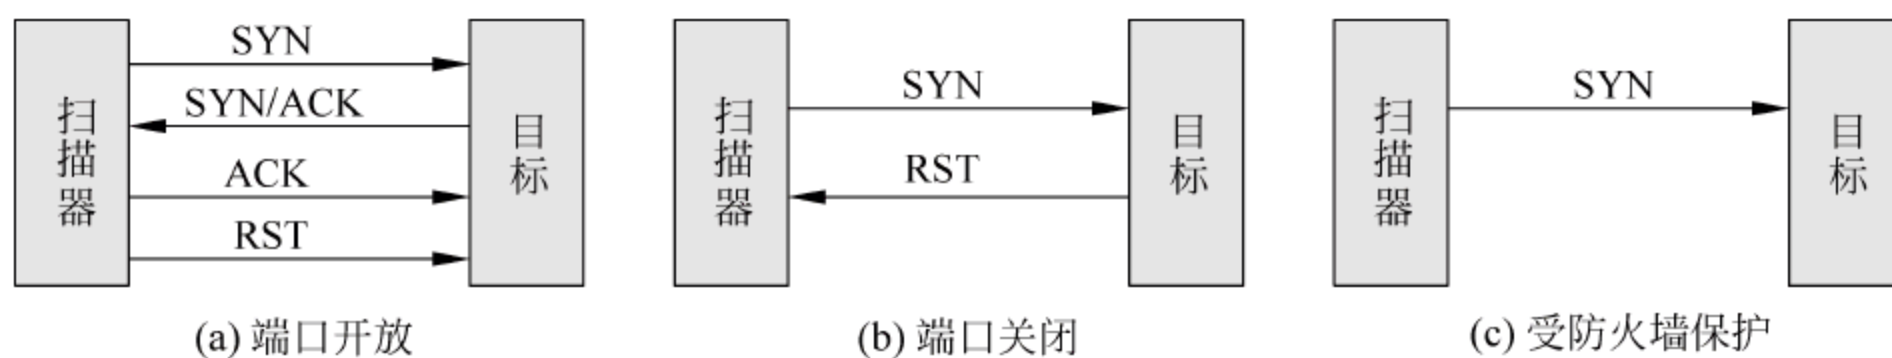 扫描器
SYN
SYN/ACK
ACK
RST
目标
(a) 端口开放
扫描器
SYN
RST
目标
(b) 端口关闭
扫描器
SYN
目标
(c) 受防火墙保护